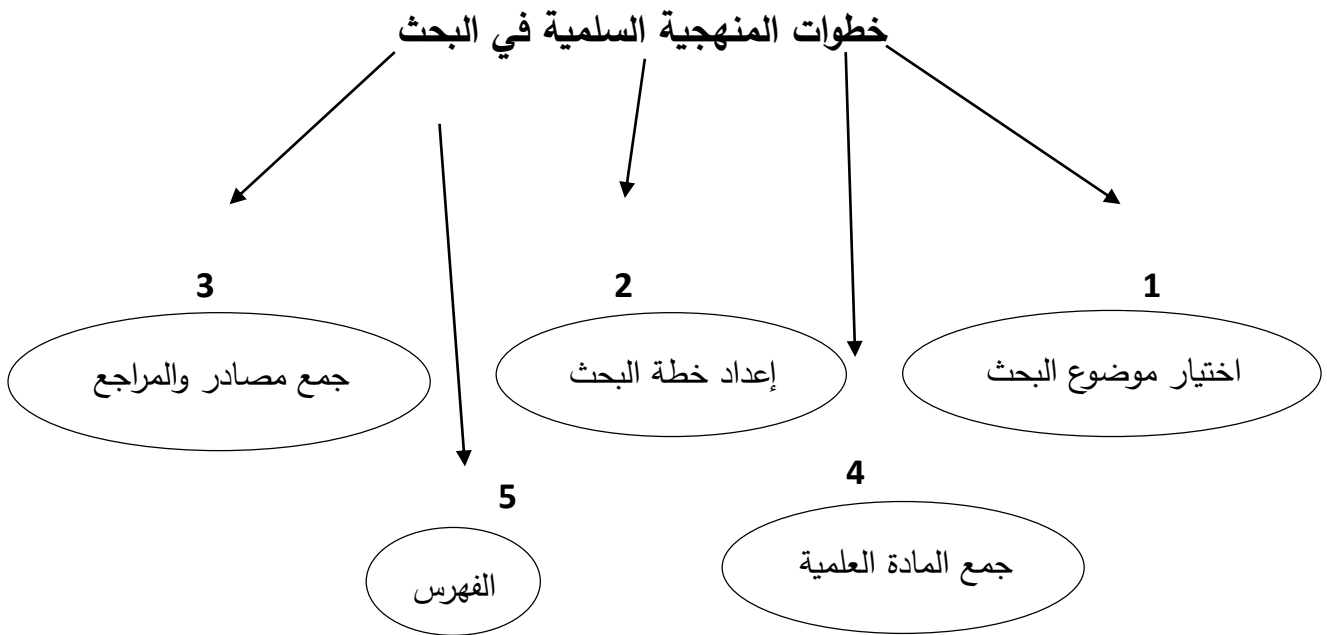 خطوات المنهجية السلمية في البحث
1
اختيار موضوع البحث
2
إعداد خطة البحث
3
جمع مصادر والمراجع
4
جمع المادة العلمية
5
الفهرس